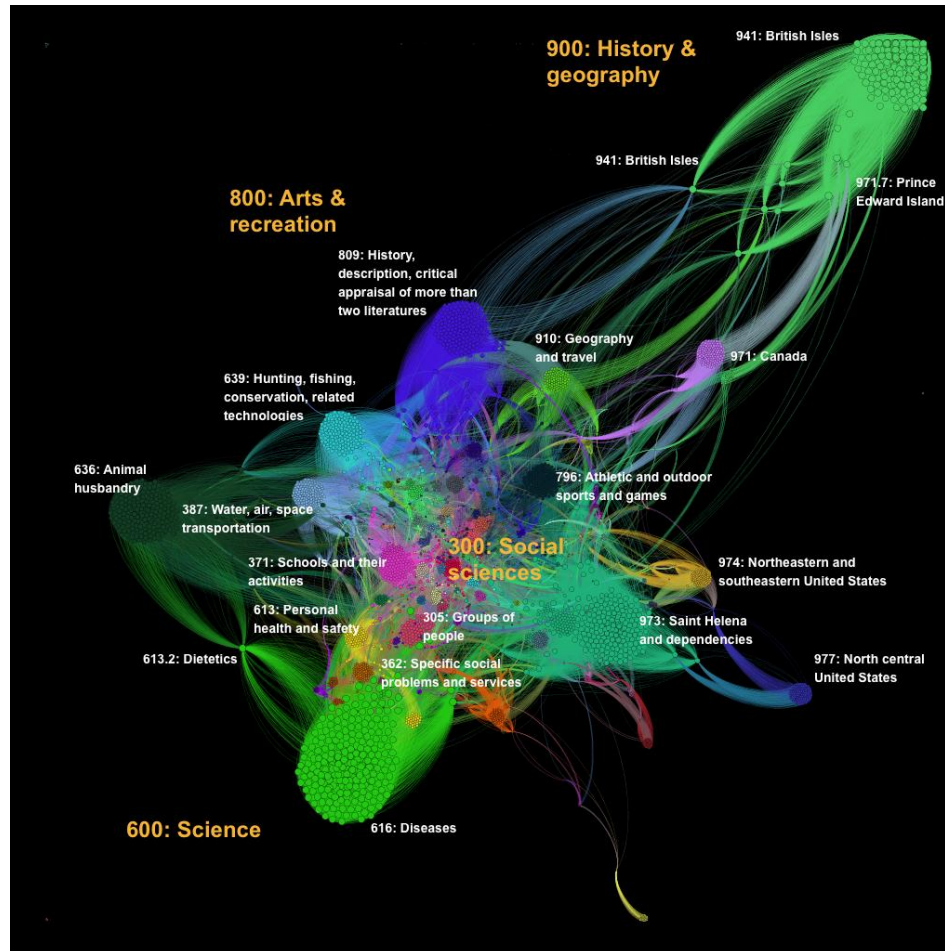 941: British Isles
900: History &
geography
941: British Isles
971.7: Prince
Edward Island
800: Arts &
recreation
809: History,
description, critical
appraisal of more than
two literatures
910: Geography
and travel
971: Canada
639: Hunting, fishing,
conservation, related
technologies
636: Animal
husbandry
796: Athletic and outdoor
sports and games
387: Water, air, space
transportation
300: Social
sciences
371: Schools and their
activities
974: Northeastern and
southeastern United States
613: Personal
health and safety
305: Groups of
people
973: Saint Helena
and dependencies
613.2: Dietetics
362: Specific social
problems and services
977: North central
United States
600: Science
616: Diseases